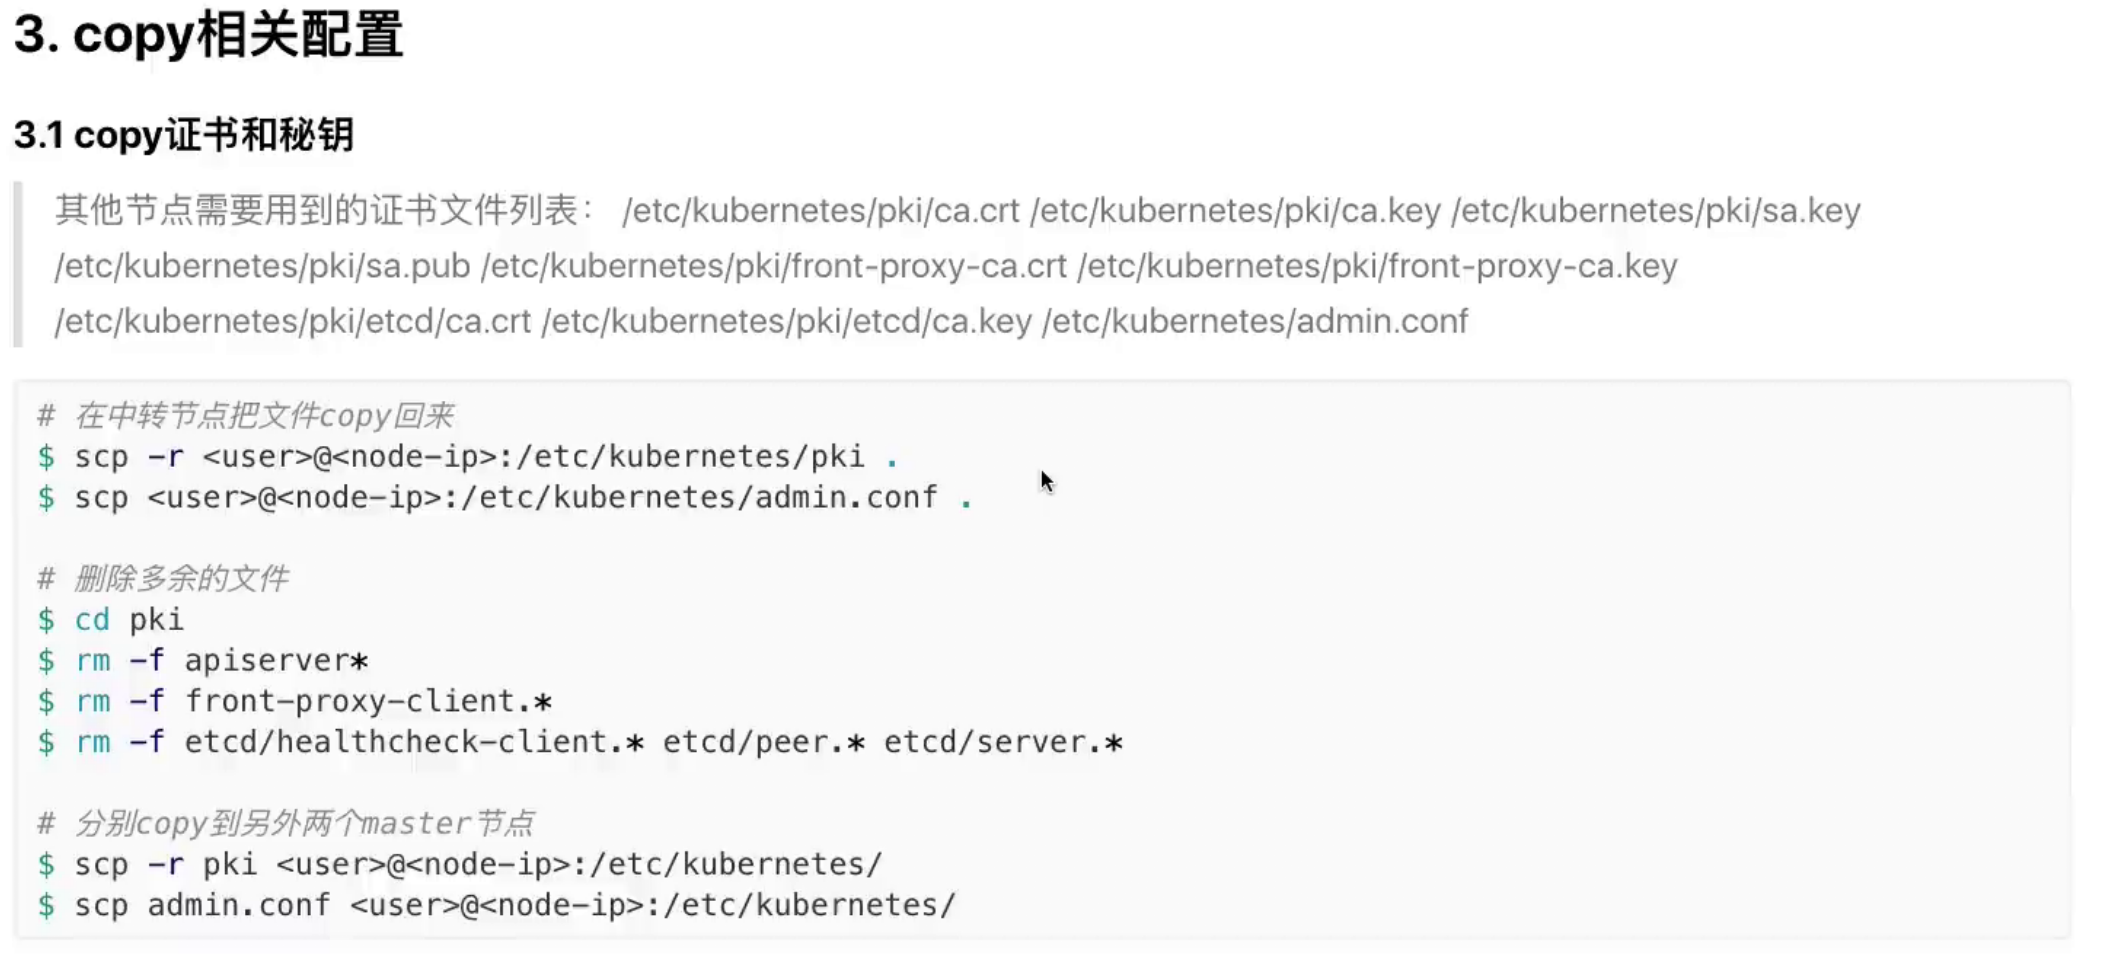 3. copy相关配置
3.1 copy证书和秘钥
其他节点需要用到的证书文件列表： /etc/kubernetes/pki/ca.crt /etc/kubernetes/pki/ca.key /etc/kubernetes/pki/sa.key
/etc/kubernetes/pki/sa.pub /etc/kubernetes/pki/front-proxy-ca.crt /etc/kubernetes/pki/front-proxy-ca.key
/etc/kubernetes/pki/etcd/ca.crt /etc/kubernetes/pki/etcd/ca.key /etc/kubernetes/admin.conf
# 在中转节点把文件copy回来
$ scp -r <user>@<node-ip>:/etc/kubernetes/pki .
$ scp <user>@<node-ip>:/etc/kubernetes/admin.conf .
# 删除多余的文件
$ cd pki
$ rm -f apiserver*
$ rm -f front-proxy-client.*
$ rm -f etcd/healthcheck-client.* etcd/peer.* etcd/server.*
# 分别copy到另外两个master节点
$ scp -r pki <user>@<node-ip>:/etc/kubernetes/
$ scp admin.conf <user>@<node-ip>:/etc/kubernetes/